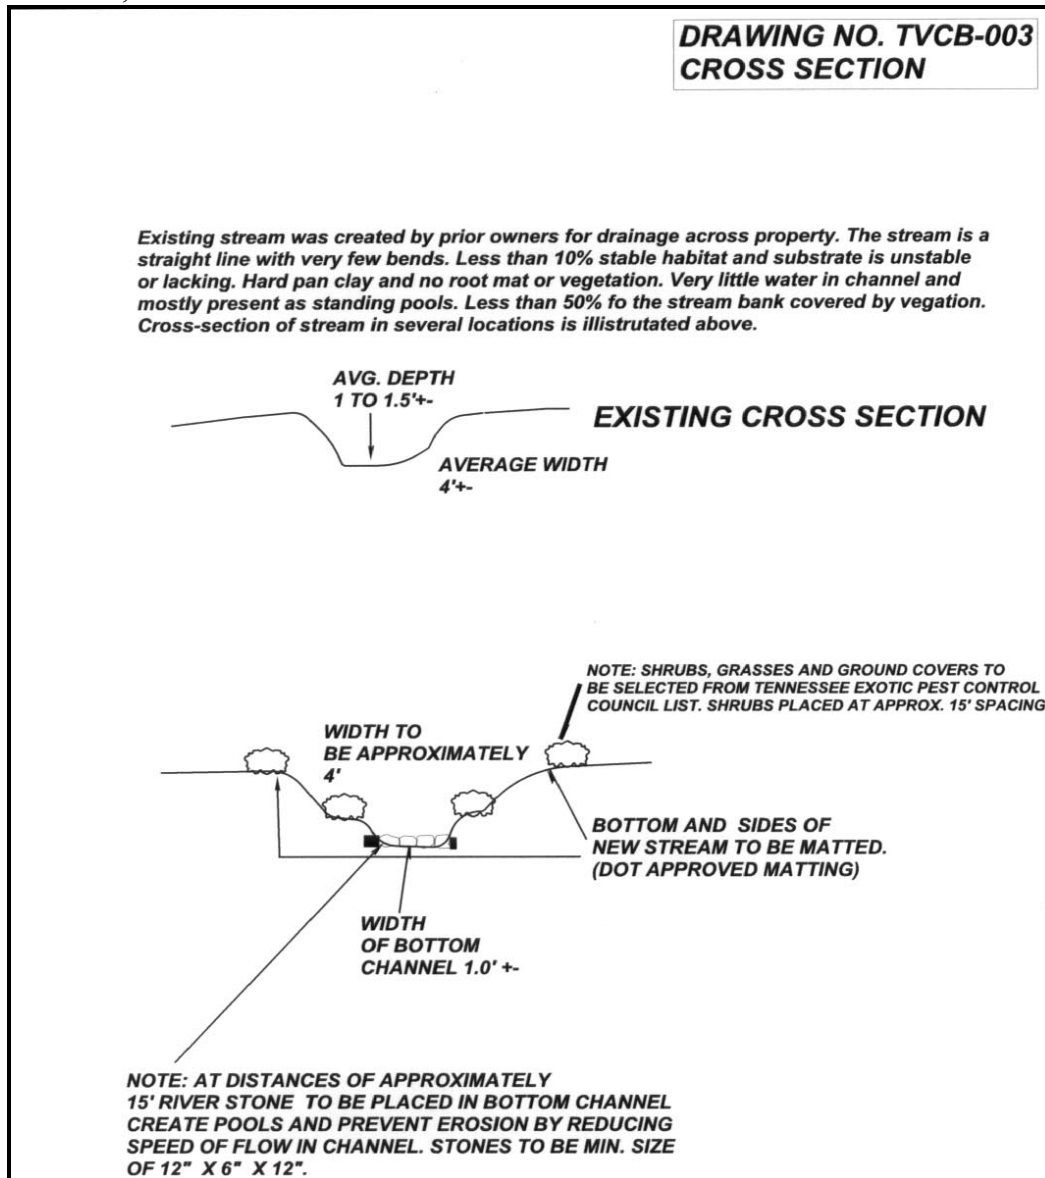 DRAWING NO. TVCB-003
CROSS SECTION
Existing stream was created by prior owners for drainage across property. The stream is a
straight line with very few bends. Less than 10% stable habitat and substrate is unstable
or lacking. Hard pan clay and no root mat or vegetation. Very little water in channel and
mostly present as standing pools. Less than 50% fo the stream bank covered by vegation.
Cross-section of stream in several locations is illistrutated above.
AVG. DEPTH
1 TO 1.5'+-
EXISTING CROSS SECTION
AVERAGE WIDTH
4'+-
NOTE: SHRUBS, GRASSES AND GROUND COVERS TO
BE SELECTED FROM TENNESSEE EXOTIC PEST CONTROL
COUNCIL LIST. SHRUBS PLACED AT APPROX. 15' SPACING
WIDTH TO
BE APPROXIMATELY
4'
BOTTOM AND SIDES OF
NEW STREAM TO BE MATTED.
(DOT APPROVED MATTING)
WIDTH
OF BOTTOM
CHANNEL 1.0' +-
NOTE: AT DISTANCES OF APPROXIMATELY
15' RIVER STONE TO BE PLACED IN BOTTOM CHANNEL
CREATE POOLS AND PREVENT EROSION BY REDUCING
SPEED OF FLOW IN CHANNEL. STONES TO BE MIN. SIZE
OF 12" X 6" X 12".